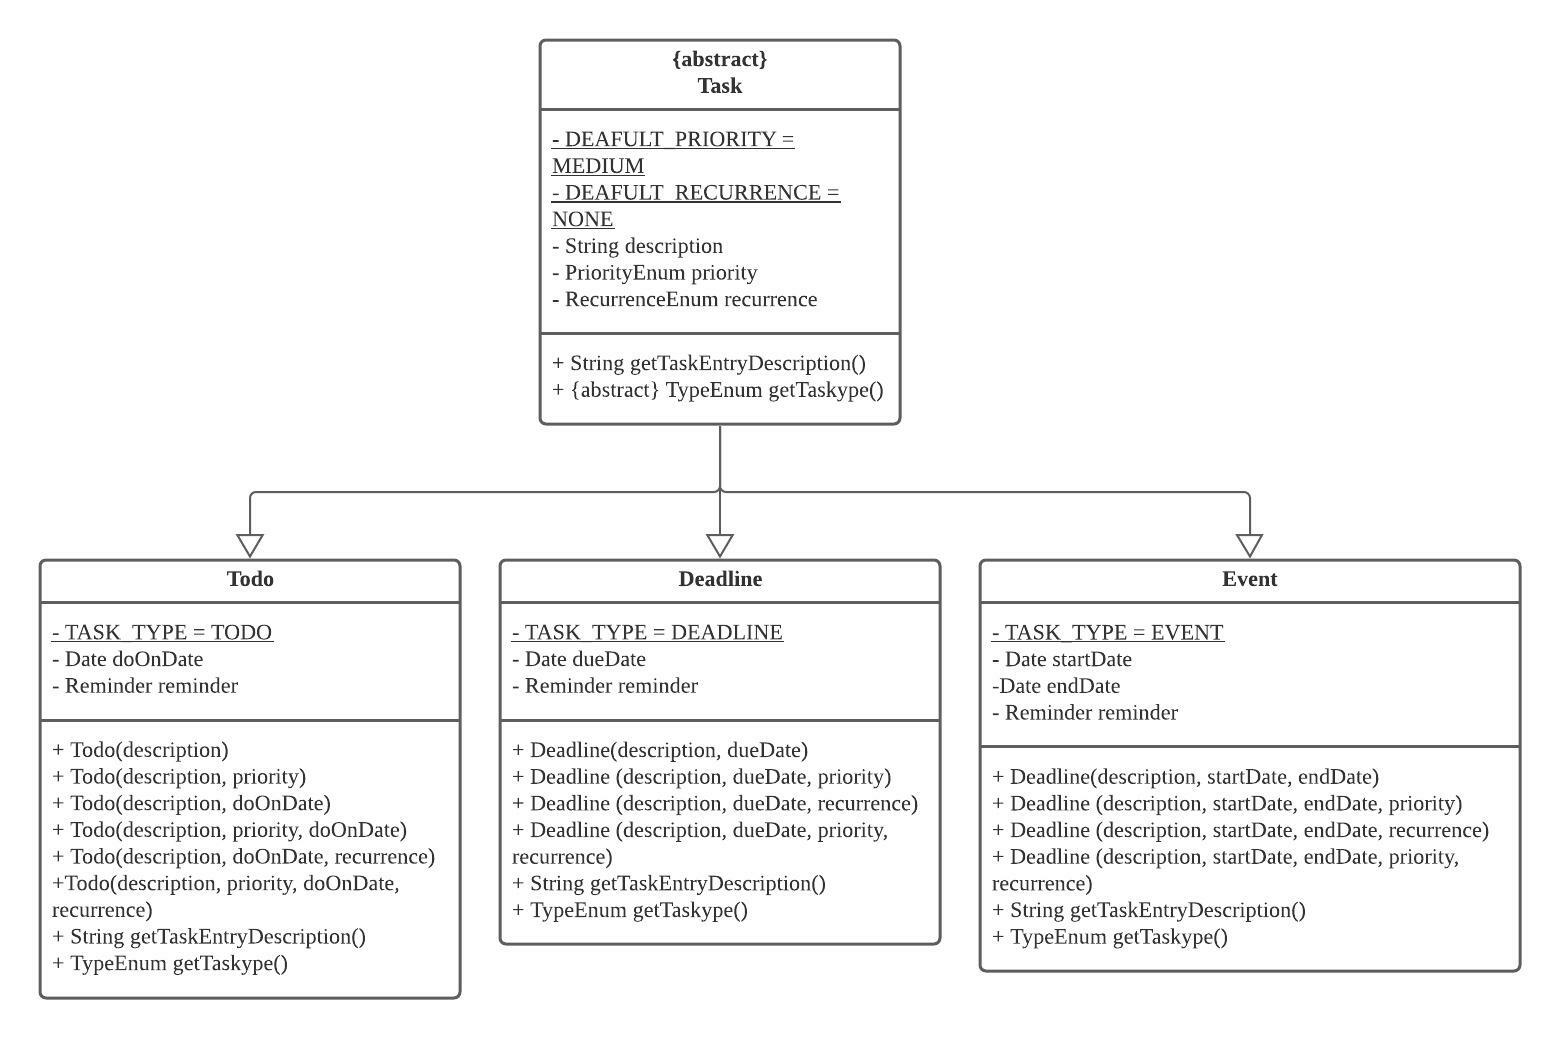 {abstract}
Task
- DEAFULT_PRIORITY =
MEDIUM
- DEAFULT_RECURRENCE =
NONE
- String description
- PriorityEnum priority
- RecurrenceEnum recurrence
+ String getTaskEntryDescription()
+ {abstract} TypeEnum getTaskype()
Todo
- TASK_TYPE = TODO
- Date doOnDate
- Reminder reminder
+ Todo(description)
+ Todo(description, priority)
+ Todo(description, doOnDate)
+ Todo(description, priority, doOnDate)
+ Todo(description, doOnDate, recurrence)
+Todo(description, priority, doOnDate,
recurrence)
+ String getTaskEntryDescription()
+ TypeEnum getTaskype()
Deadline
- TASK_TYPE = DEADLINE
- Date dueDate
- Reminder reminder
+ Deadline(description, dueDate)
+ Deadline (description, dueDate, priority)
+ Deadline (description, dueDate, recurrence)
+ Deadline (description, dueDate, priority,
recurrence)
+ String getTaskEntryDescription()
+ TypeEnum getTaskype()
Event
- TASK_TYPE = EVENT
- Date startDate
-Date endDate
- Reminder reminder
+ Deadline(description, startDate, endDate)
+ Deadline (description, startDate, endDate, priority)
+ Deadline (description, startDate, endDate, recurrence)
+ Deadline (description, startDate, endDate, priority,
recurrence)
+ String getTaskEntryDescription()
+ TypeEnum getTaskype()